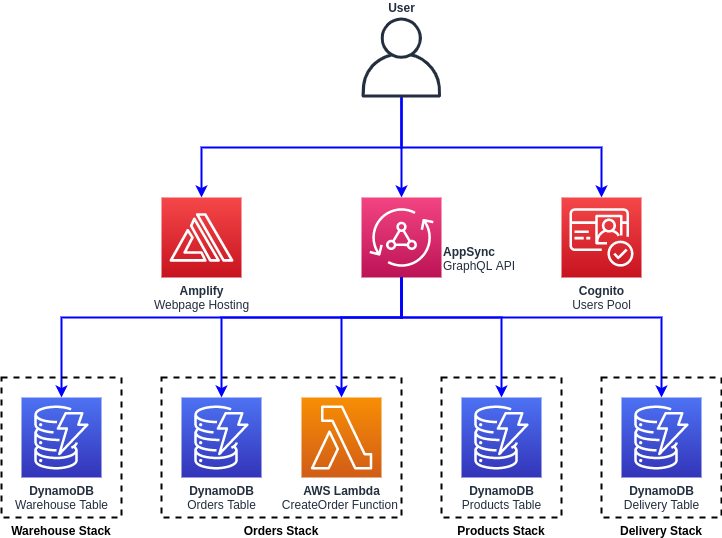 User
AppSync
GraphQL API
Amplify
Webpage Hosting
Cognito
Users Pool
DynamoDB
Warehouse Table
DynamoDB
Orders Table
AWS Lambda
CreateOrder Function
DynamoDB
Products Table
DynamoDB
Delivery Table
Warehouse Stack
Orders Stack
Products Stack
Delivery Stack